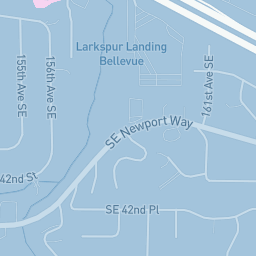 Larkspur Landing
Bellevue
155th Ave SE
156th Ave SE
161st Ave SE
SE Newport Way
42nd St
SE 42nd Pl